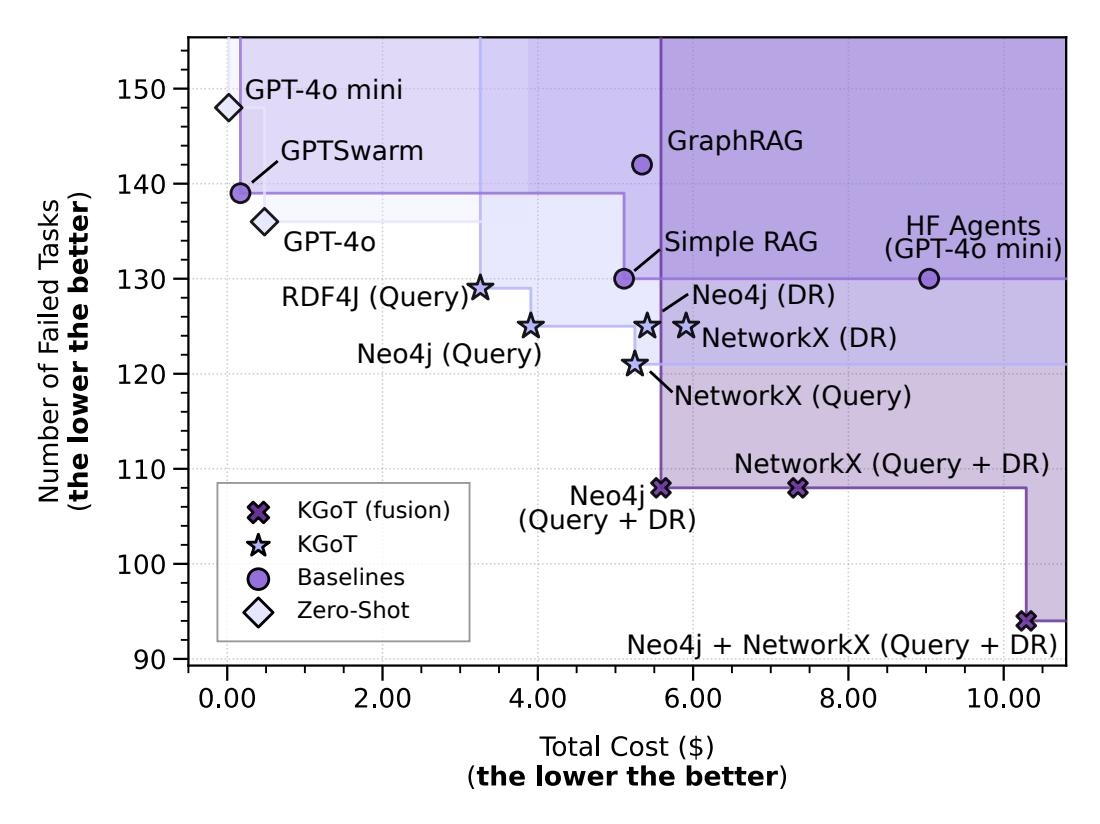 Number of Failed Tasks
(the lower the better)
150
140
130
120
110
100
90
GPT-4o mini
GPTSwarm
GPT-4o
GraphRAG
Simple RAG
HF Agents
(GPT-4o mini)
RDF4J (Query)
Neo4j (DR)
NetworkX (DR)
Neo4j (Query)
NetworkX (Query)
NetworkX (Query + DR)
Neo4j
(Query + DR)
Neo4j + NetworkX (Query + DR)
KGoT (fusion)
KGoT
Baselines
Zero-Shot
0.00 2.00 4.00 6.00 8.00 10.00
Total Cost ($)
(the lower the better)